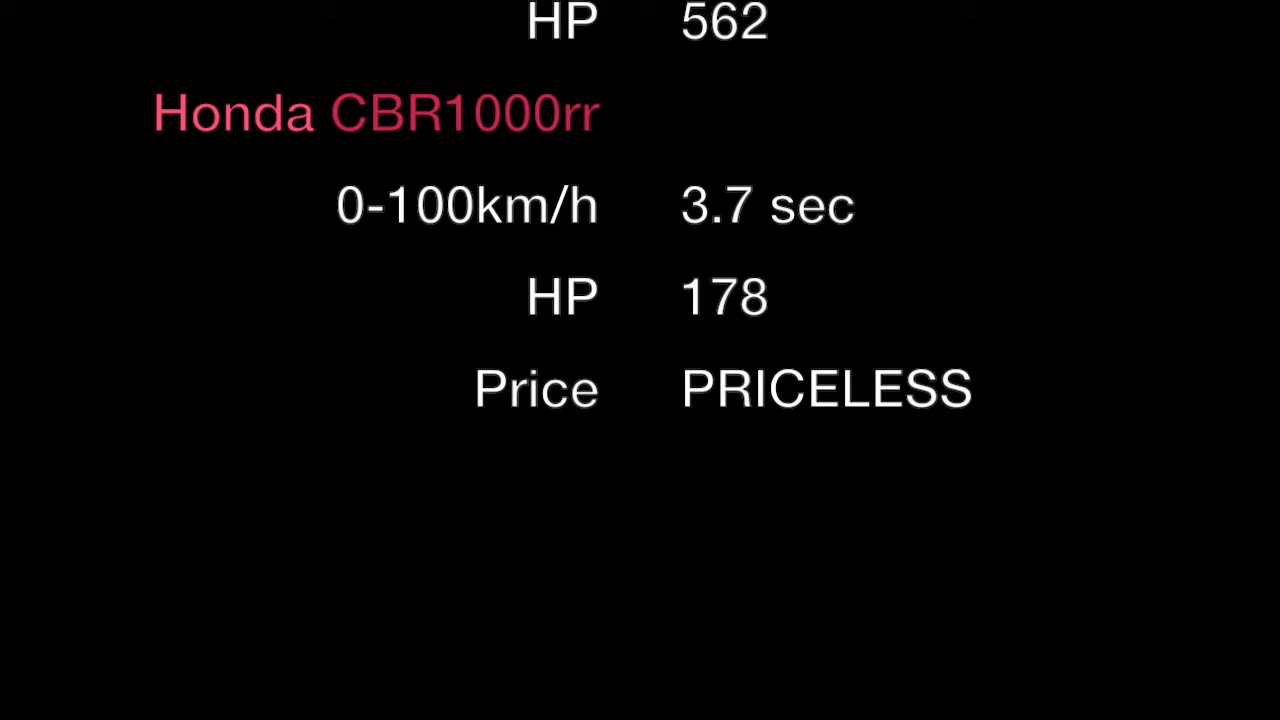 HP 562
Honda CBR1000rr
0-100km/h 3.7 sec
HP 178
Price PRICELESS